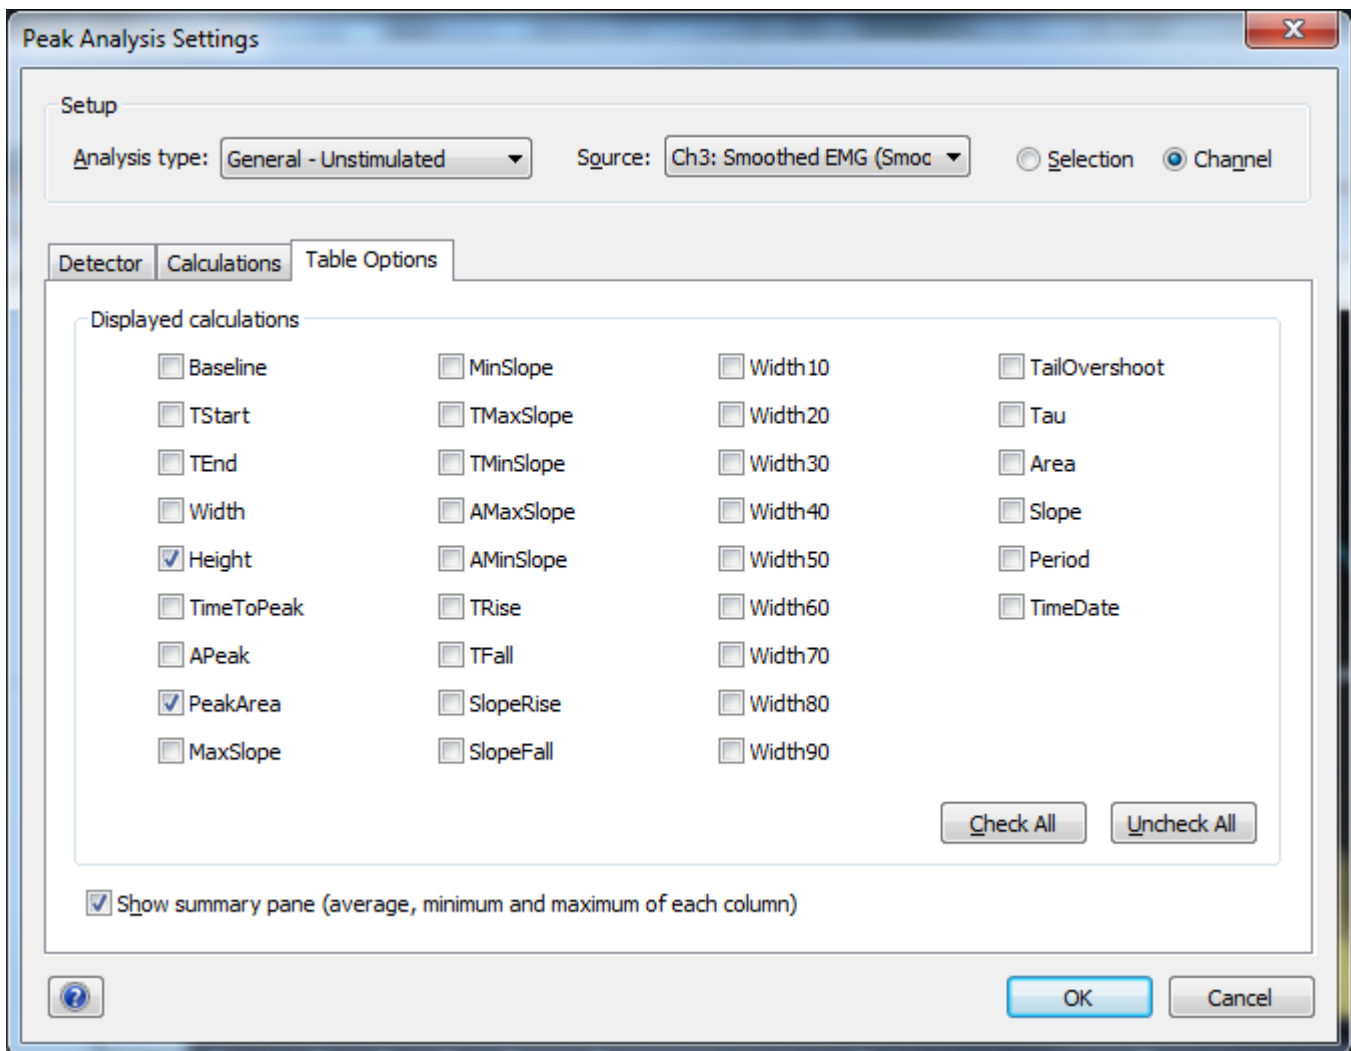 Peak Analysis Settings
Setup
Analysis type: General - Unstimulated Source: Ch3: Smoothed EMG (Smoc Selection Channel
Detector Calculations Table Options
Displayed calculations
Baseline MinSlope Width10 TailOvershoot
TStart TMaxSlope Width20 Tau
TEnd TMinSlope Width30 Area
Width AMaxSlope Width40 Slope
Height AMinSlope Width50 Period
TimeToPeak TRise Width60 TimeDate
APeak TFall Width70
PeakArea SlopeRise Width80
MaxSlope SlopeFall Width90
Check All Uncheck All
Show summary pane (average, minimum and maximum of each column)
? OK Cancel